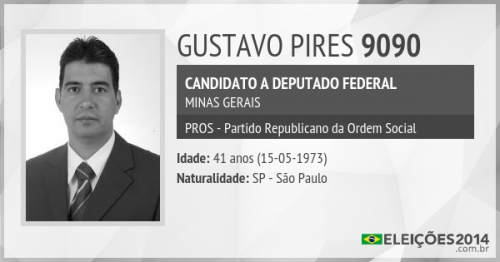 GUSTAVO PIRES 9090
CANDIDATO A DEPUTADO FEDERAL
MINAS GERAIS
PROS - Partido Republicano da Ordem Social
Idade: 41 anos (15-05-1973)
Naturalidade: SP - São Paulo
ELEIÇÕES2014
.com.br